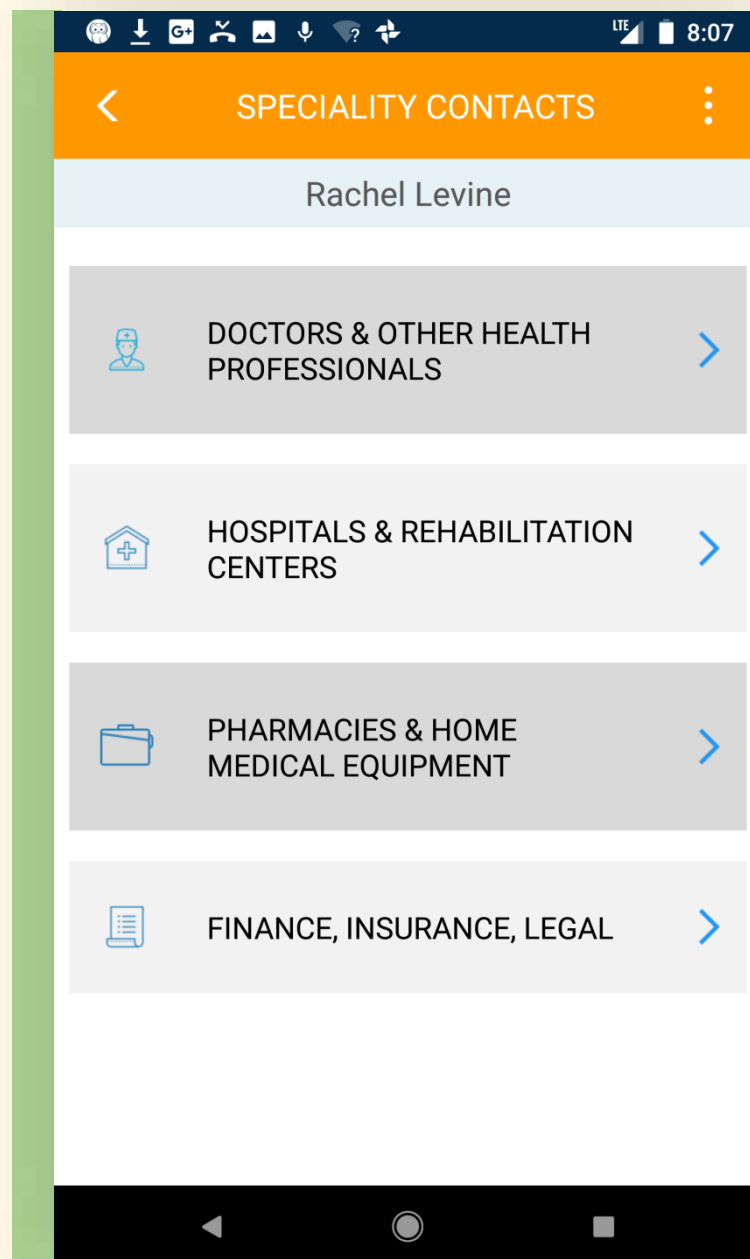 G+ ? LTE 8:07
SPECIALITY CONTACTS
Rachel Levine
DOCTORS & OTHER HEALTH
PROFESSIONALS
HOSPITALS & REHABILITATION
CENTERS
PHARMACIES & HOME
MEDICAL EQUIPMENT
FINANCE, INSURANCE, LEGAL